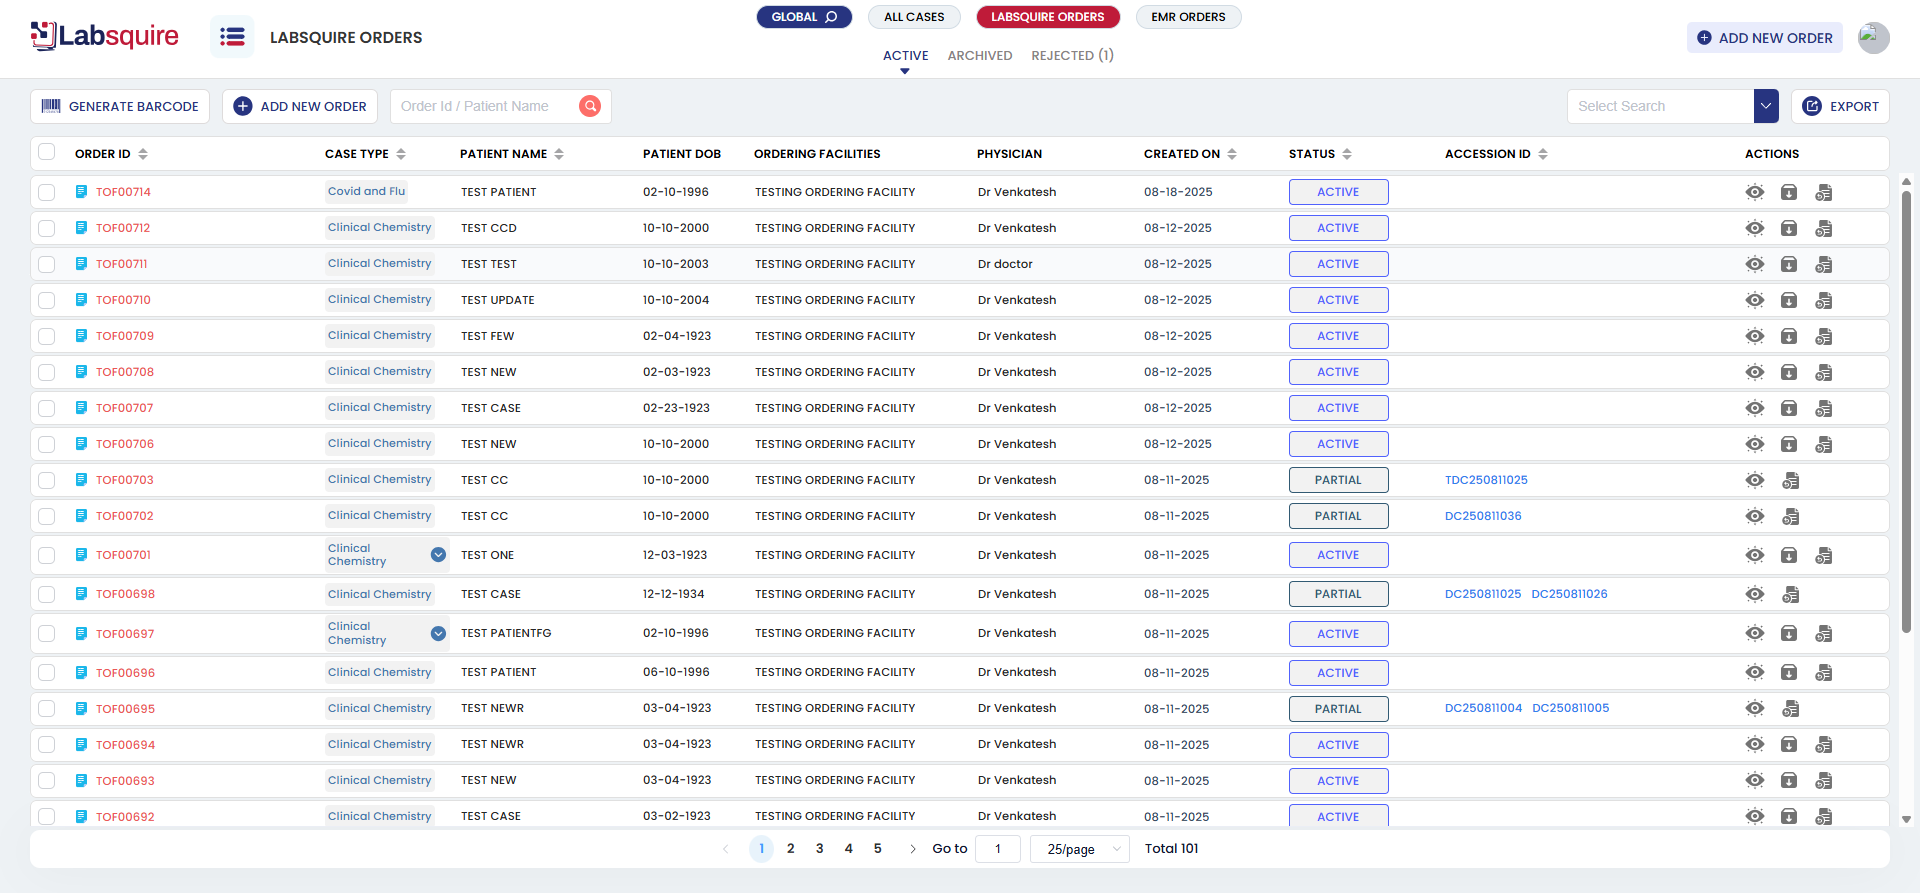 Labsquire
LABSQUIRE ORDERS
GLOBAL ALL CASES LABSQUIRE ORDERS EMR ORDERS
ACTIVE ARCHIVED REJECTED (1)
ADD NEW ORDER
GENERATE BARCODE ADD NEW ORDER Order Id / Patient Name Select Search EXPORT
ORDER ID CASE TYPE PATIENT NAME PATIENT DOB ORDERING FACILITIES PHYSICIAN CREATED ON STATUS ACCESSION ID ACTIONS
TOF00714 Covid and Flu TEST PATIENT 02-10-1996 TESTING ORDERING FACILITY Dr Venkatesh 08-18-2025 ACTIVE
TOF00712 Clinical Chemistry TEST CCD 10-10-2000 TESTING ORDERING FACILITY Dr Venkatesh 08-12-2025 ACTIVE
TOF00711 Clinical Chemistry TEST TEST 10-10-2003 TESTING ORDERING FACILITY Dr doctor 08-12-2025 ACTIVE
TOF00710 Clinical Chemistry TEST UPDATE 10-10-2004 TESTING ORDERING FACILITY Dr Venkatesh 08-12-2025 ACTIVE
TOF00709 Clinical Chemistry TEST FEW 02-04-1923 TESTING ORDERING FACILITY Dr Venkatesh 08-12-2025 ACTIVE
TOF00708 Clinical Chemistry TEST NEW 02-03-1923 TESTING ORDERING FACILITY Dr Venkatesh 08-12-2025 ACTIVE
TOF00707 Clinical Chemistry TEST CASE 02-23-1923 TESTING ORDERING FACILITY Dr Venkatesh 08-12-2025 ACTIVE
TOF00706 Clinical Chemistry TEST NEW 10-10-2000 TESTING ORDERING FACILITY Dr Venkatesh 08-12-2025 ACTIVE
TOF00703 Clinical Chemistry TEST CC 10-10-2000 TESTING ORDERING FACILITY Dr Venkatesh 08-11-2025 PARTIAL TDC250811025
TOF00702 Clinical Chemistry TEST CC 10-10-2000 TESTING ORDERING FACILITY Dr Venkatesh 08-11-2025 PARTIAL DC250811036
TOF00701 Clinical Chemistry TEST ONE 12-03-1923 TESTING ORDERING FACILITY Dr Venkatesh 08-11-2025 ACTIVE
TOF00698 Clinical Chemistry TEST CASE 12-12-1934 TESTING ORDERING FACILITY Dr Venkatesh 08-11-2025 PARTIAL DC250811025 DC250811026
TOF00697 Clinical Chemistry TEST PATIENTFG 02-10-1996 TESTING ORDERING FACILITY Dr Venkatesh 08-11-2025 ACTIVE
TOF00696 Clinical Chemistry TEST PATIENT 06-10-1996 TESTING ORDERING FACILITY Dr Venkatesh 08-11-2025 ACTIVE
TOF00695 Clinical Chemistry TEST NEWR 03-04-1923 TESTING ORDERING FACILITY Dr Venkatesh 08-11-2025 PARTIAL DC250811004 DC250811005
TOF00694 Clinical Chemistry TEST NEWR 03-04-1923 TESTING ORDERING FACILITY Dr Venkatesh 08-11-2025 ACTIVE
TOF00693 Clinical Chemistry TEST NEW 03-04-1923 TESTING ORDERING FACILITY Dr Venkatesh 08-11-2025 ACTIVE
TOF00692 Clinical Chemistry TEST CASE 03-02-1923 TESTING ORDERING FACILITY Dr Venkatesh 08-11-2025 ACTIVE
1 2 3 4 5 Go to 1 25/page Total 101